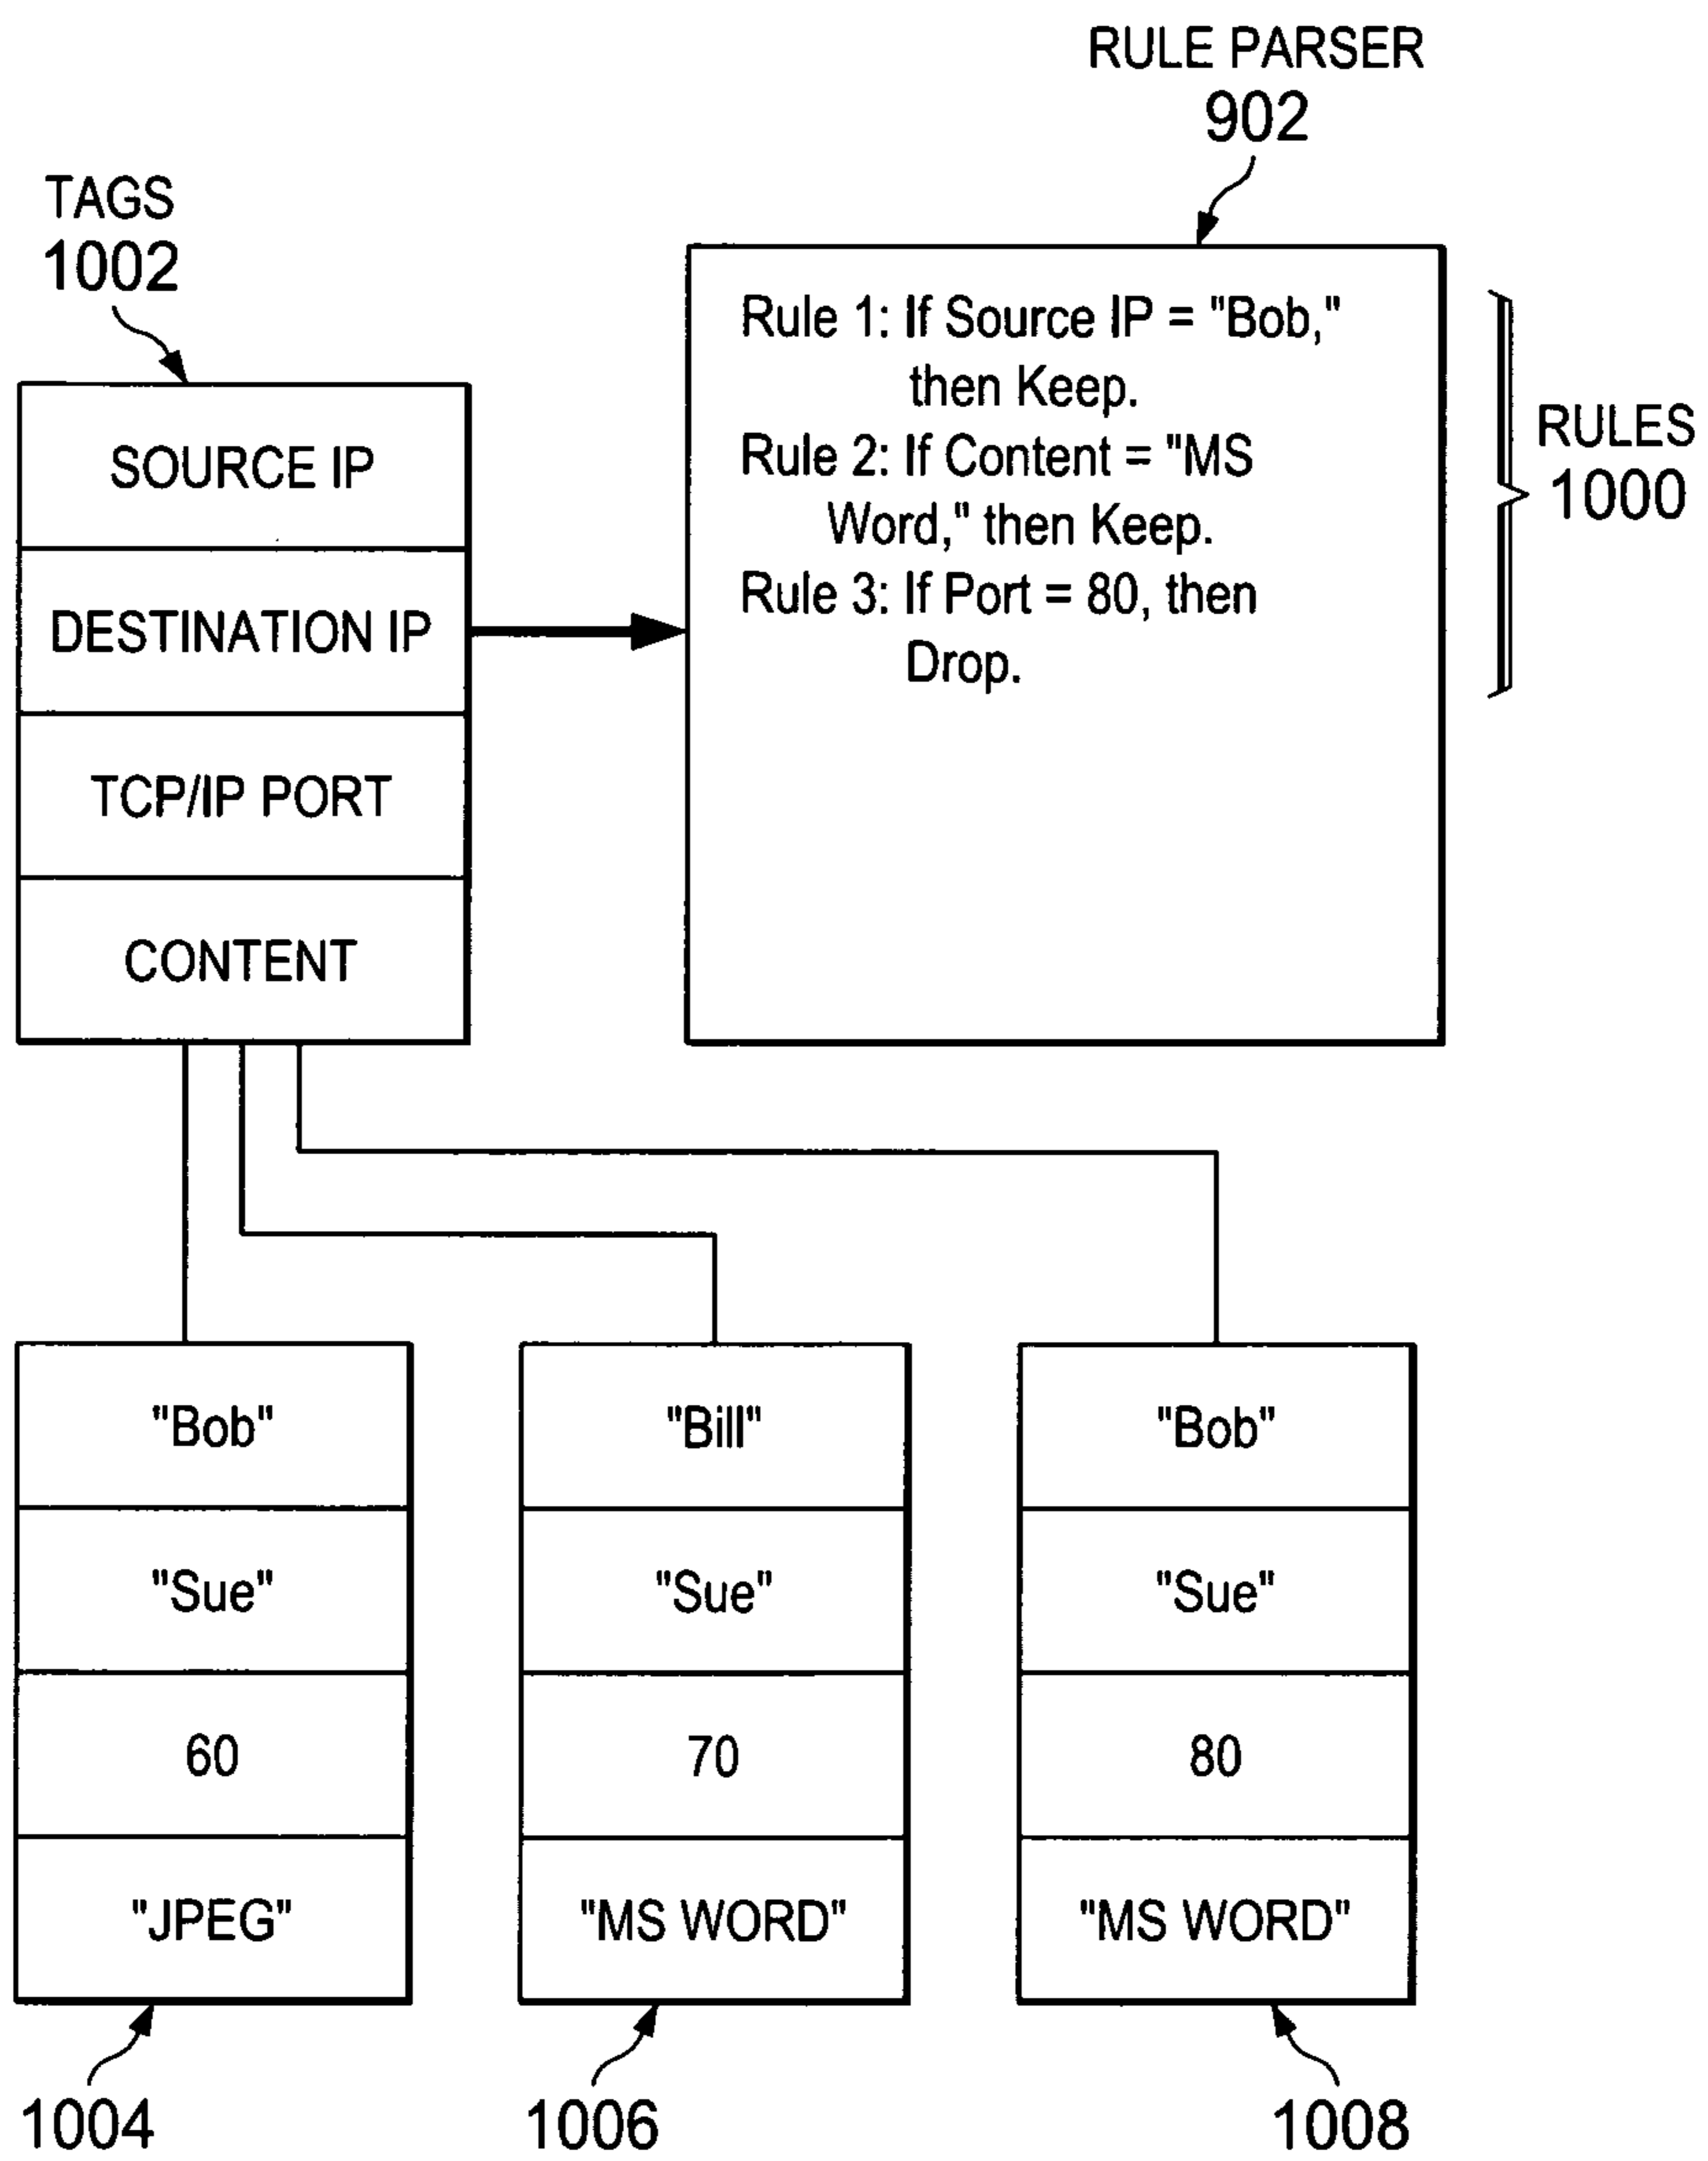 RULE PARSER
902
TAGS
1002
SOURCE IP
DESTINATION IP
TCP/IP PORT
CONTENT
Rule 1: If Source IP = "Bob,"
then Keep.
Rule 2: If Content = "MS
Word," then Keep.
Rule 3: If Port = 80, then
Drop.
RULES
1000
"Bob"
"Sue"
60
"JPEG"
1004
"Bill"
"Sue"
70
"MS WORD"
1006
"Bob"
"Sue"
80
"MS WORD"
1008